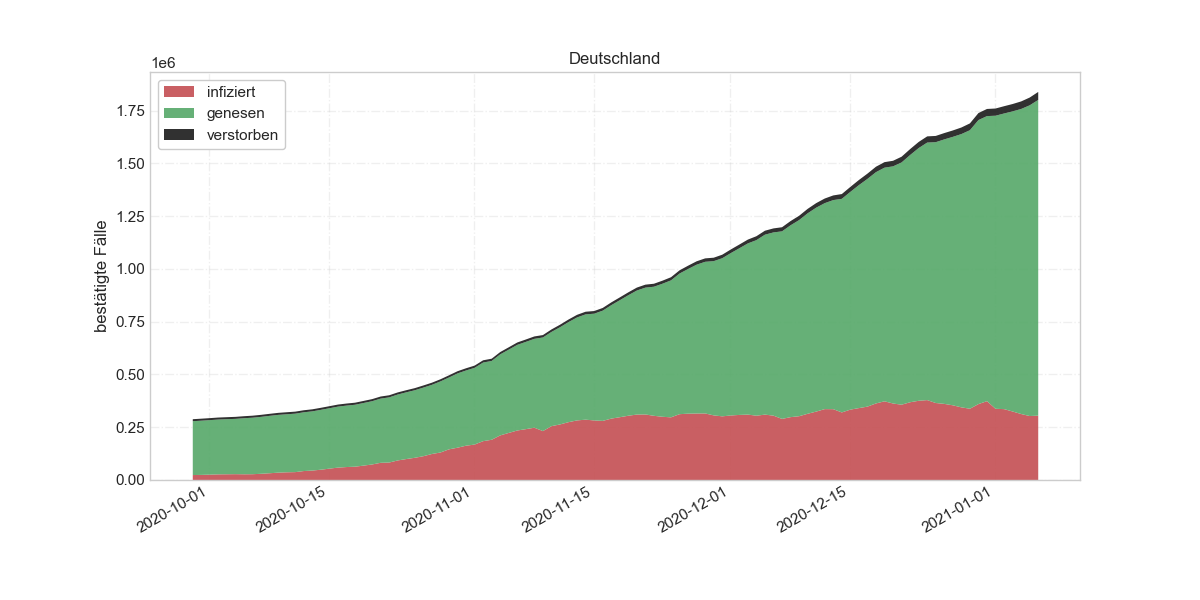 Deutschland
1e6
infiziert
genesen
verstorben
bestätigte Fälle
1.75
1.50
1.25
1.00
0.75
0.50
0.25
0.00
2020-10-01
2020-10-15
2020-11-01
2020-11-15
2020-12-01
2020-12-15
2021-01-01